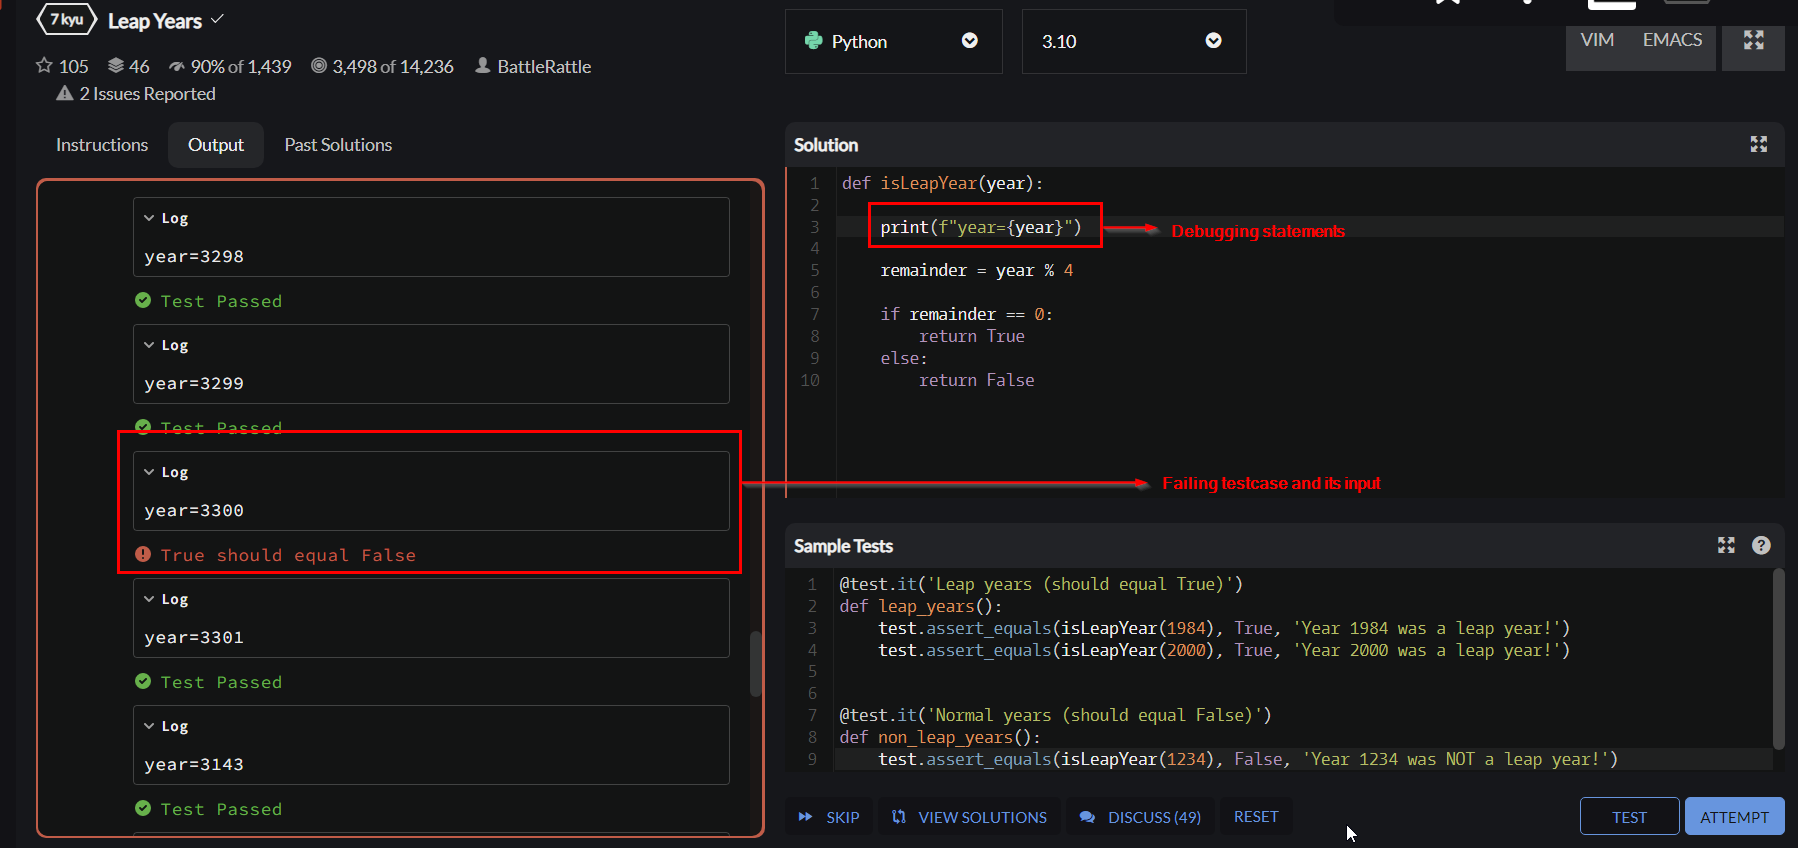 7 kyu
Leap Years
105 46 90% of 1,439 3,498 of 14,236 BattleRattle
2 Issues Reported
Instructions Output Past Solutions
Log
year=3298
Test Passed
Log
year=3299
Test Passed
Log
year=3300
True should equal False
Log
year=3301
Test Passed
Log
year=3143
Test Passed
Python 3.10
VIM EMACS
Solution
1 def isLeapYear(year):
2
3 print(f"year={year}")
Debugging statements
4
5 remainder = year % 4
6
7 if remainder == 0:
8 return True
9 else:
10 return False
Failing testcase and its input
Sample Tests
?
1 @test.it('Leap years (should equal True)')
2 def leap_years():
3 test.assert_equals(isLeapYear(1984), True, 'Year 1984 was a leap year!')
4 test.assert_equals(isLeapYear(2000), True, 'Year 2000 was a leap year!')
5
6
7 @test.it('Normal years (should equal False)')
8 def non_leap_years():
9 test.assert_equals(isLeapYear(1234), False, 'Year 1234 was NOT a leap year!')
SKIP VIEW SOLUTIONS DISCUSS (49) RESET TEST ATTEMPT